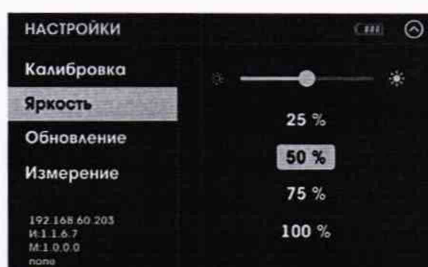 НАСТРОЙКИ
Калибровка
Яркость
Обновление
Измерение
192.168.60.203
И:1.1.6.7
М:1.0.0.0
none
25 %
50 %
75 %
100 %